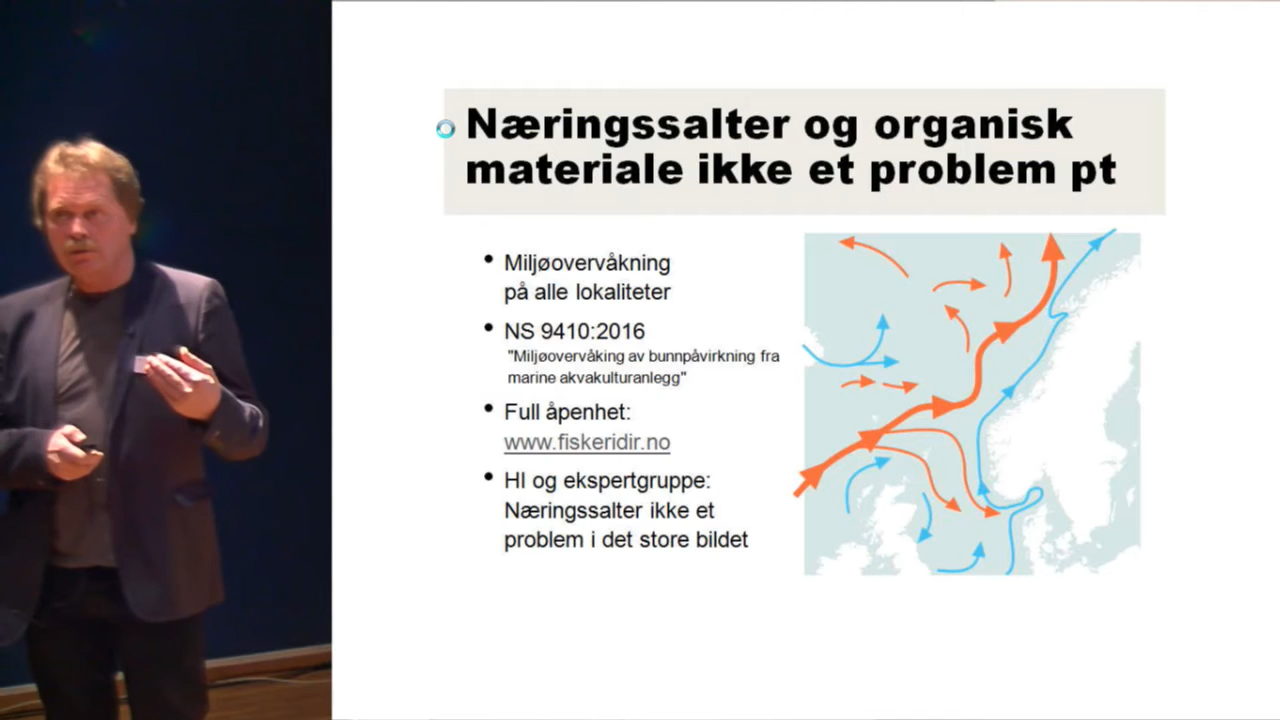 Næringssalter og organisk
materiale ikke et problem pt
• Miljøovervåkning
på alle lokaliteter
• NS 9410:2016
"Miljøovervåking av bunnpåvirkning fra
marine akvakulturanlegg"
• Full åpenhet:
www.fiskeridir.no
• HI og ekspertgruppe:
Næringssalter ikke et
problem i det store bildet